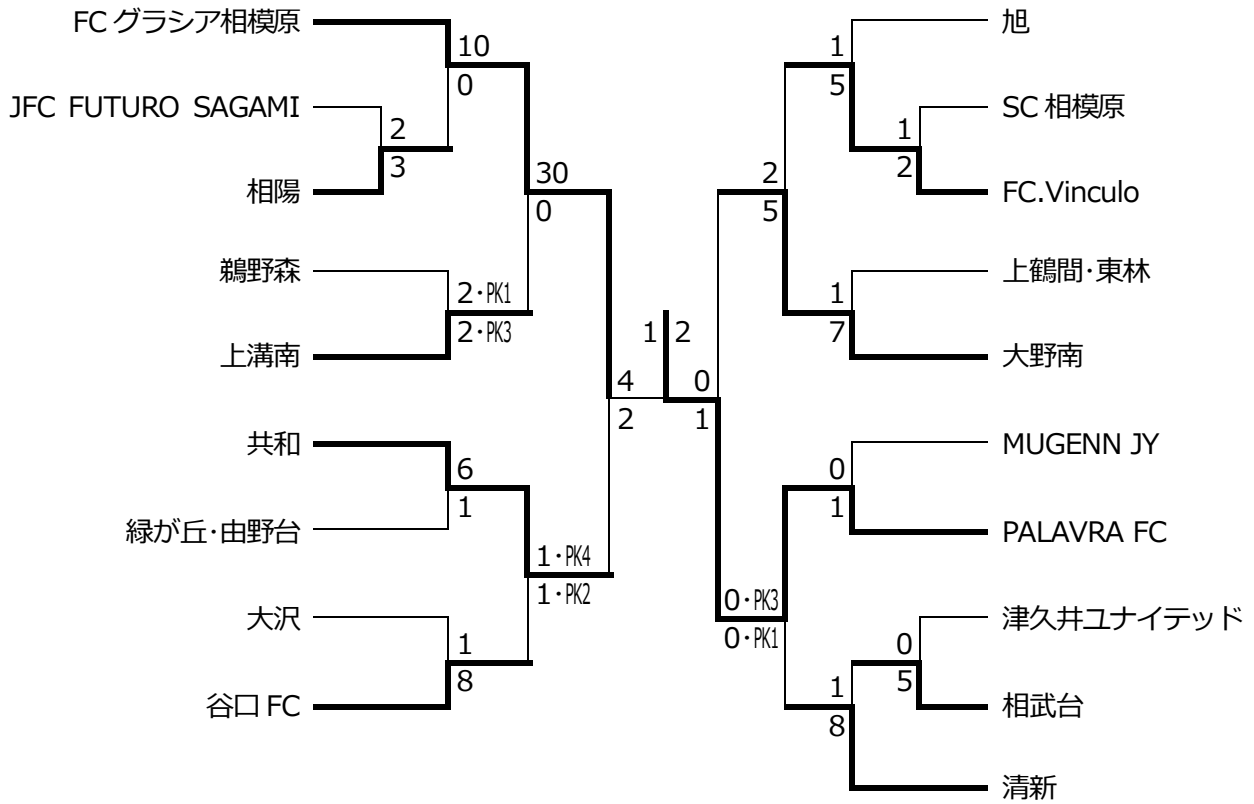 FC グラシア相模原
10
0
JFC FUTURO SAGAMI
2
3
相陽
30
0
鵜野森
2・PK1
2・PK3
上溝南
4
2
共和
6
1
緑が丘・由野台
1・PK4
1・PK2
大沢
1
8
谷口 FC
1 2
旭
1
5
SC 相模原
1
2
FC.Vinculo
2
5
上鶴間・東林
1
7
大野南
0
1
MUGENN JY
0
1
PALAVRA FC
0・PK3
0・PK1
津久井ユナイテッド
0
5
相武台
1
8
清新